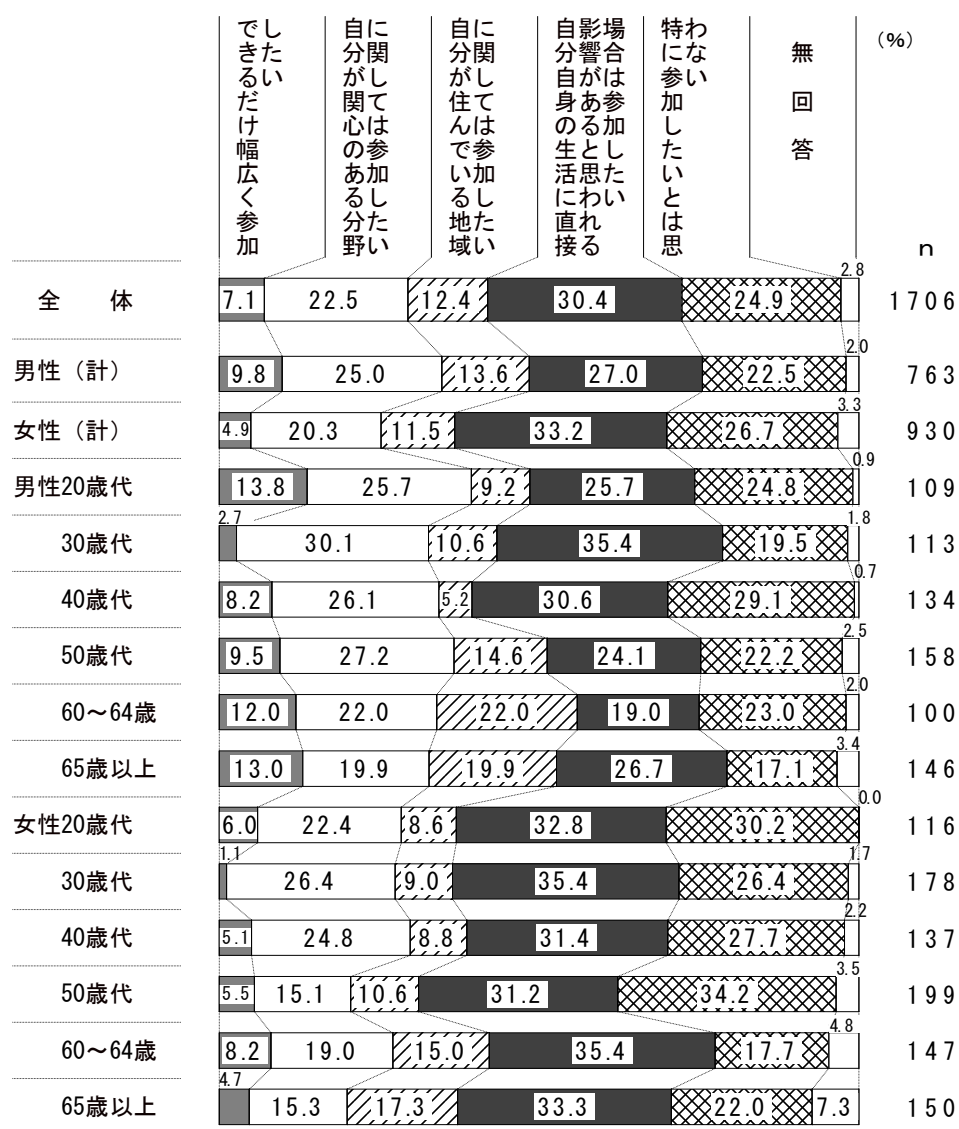 できるだけ幅広く参加
したい
自分が関心のある分野
に関しては参加したい
自分が住んでいる地域
に関しては参加したい
自分自身の生活に直接
影響があると思われる
場合は参加したい
特に参加したいとは思
わない
無回答
(%)
n
全 体 7.1 22.5 12.4 30.4 24.9 2.8 1706
男性（計） 9.8 25.0 13.6 27.0 22.5 2.0 763
女性（計） 4.9 20.3 11.5 33.2 26.7 3.3 930
男性20歳代 13.8 25.7 9.2 25.7 24.8 0.9 109
30歳代 2.7 30.1 10.6 35.4 19.5 1.8 113
40歳代 8.2 26.1 5.2 30.6 29.1 0.7 134
50歳代 9.5 27.2 14.6 24.1 22.2 2.5 158
60～64歳 12.0 22.0 22.0 19.0 23.0 2.0 100
65歳以上 13.0 19.9 19.9 26.7 17.1 3.4 146
女性20歳代 6.0 22.4 8.6 32.8 30.2 0.0 116
30歳代 1.1 26.4 9.0 35.4 26.4 1.7 178
40歳代 5.1 24.8 8.8 31.4 27.7 2.2 137
50歳代 5.5 15.1 10.6 31.2 34.2 3.5 199
60～64歳 8.2 19.0 15.0 35.4 17.7 4.8 147
65歳以上 4.7 15.3 17.3 33.3 22.0 7.3 150